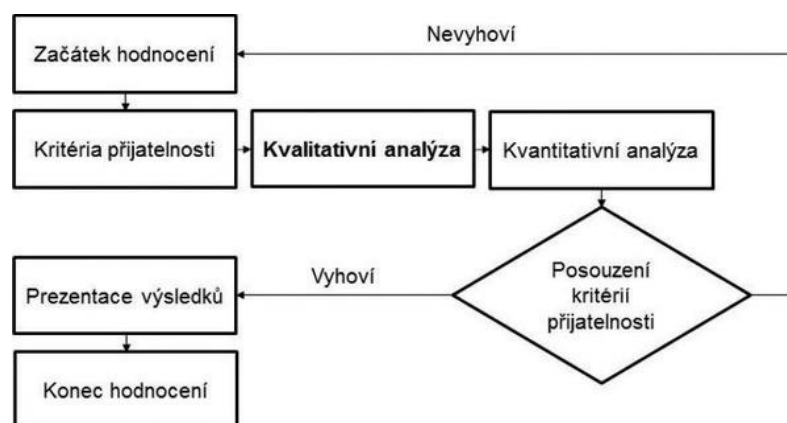 Začátek hodnocení
Nevyhoví
Kritéria přijatelnosti
Kvalitativní analýza
Kvantitativní analýza
Posouzení
kritérií
přijatelnosti
Vyhoví
Prezentace výsledků
Konec hodnocení